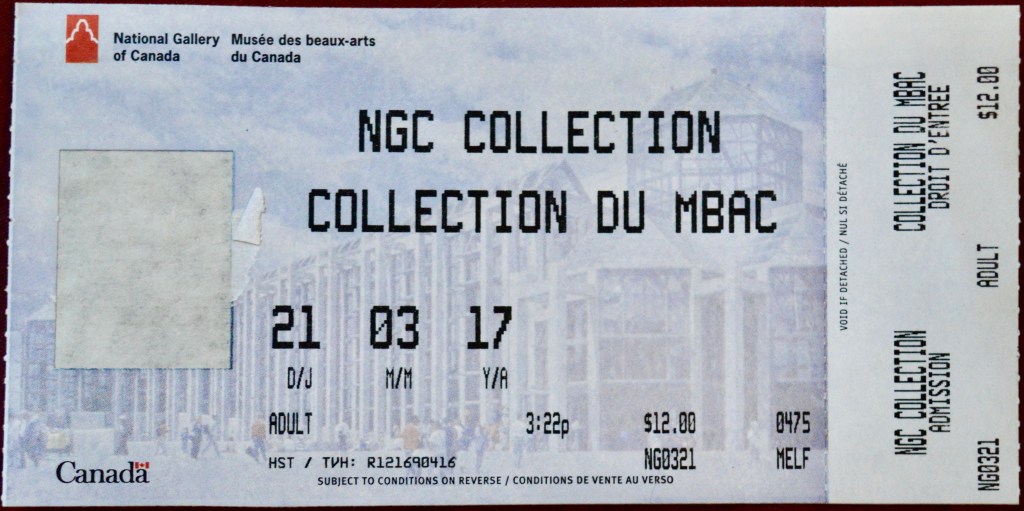 National Gallery of Canada
Musée des beaux-arts du Canada
NGC COLLECTION
COLLECTION DU MBAC
21 03 17
D/J M/M Y/A
ADULT 3:22p $12.00 0475
HST / TVH: R121690416 NG0321 MELF
Canada
SUBJECT TO CONDITIONS ON REVERSE / CONDITIONS DE VENTE AU VERSO
VOID IF DETACHED / NUL SI DÉTACHÉ
NGC COLLECTION COLLECTION DU MBAC
ADMISSION DROIT D'ENTREE
NG0321 ADULT $12.00